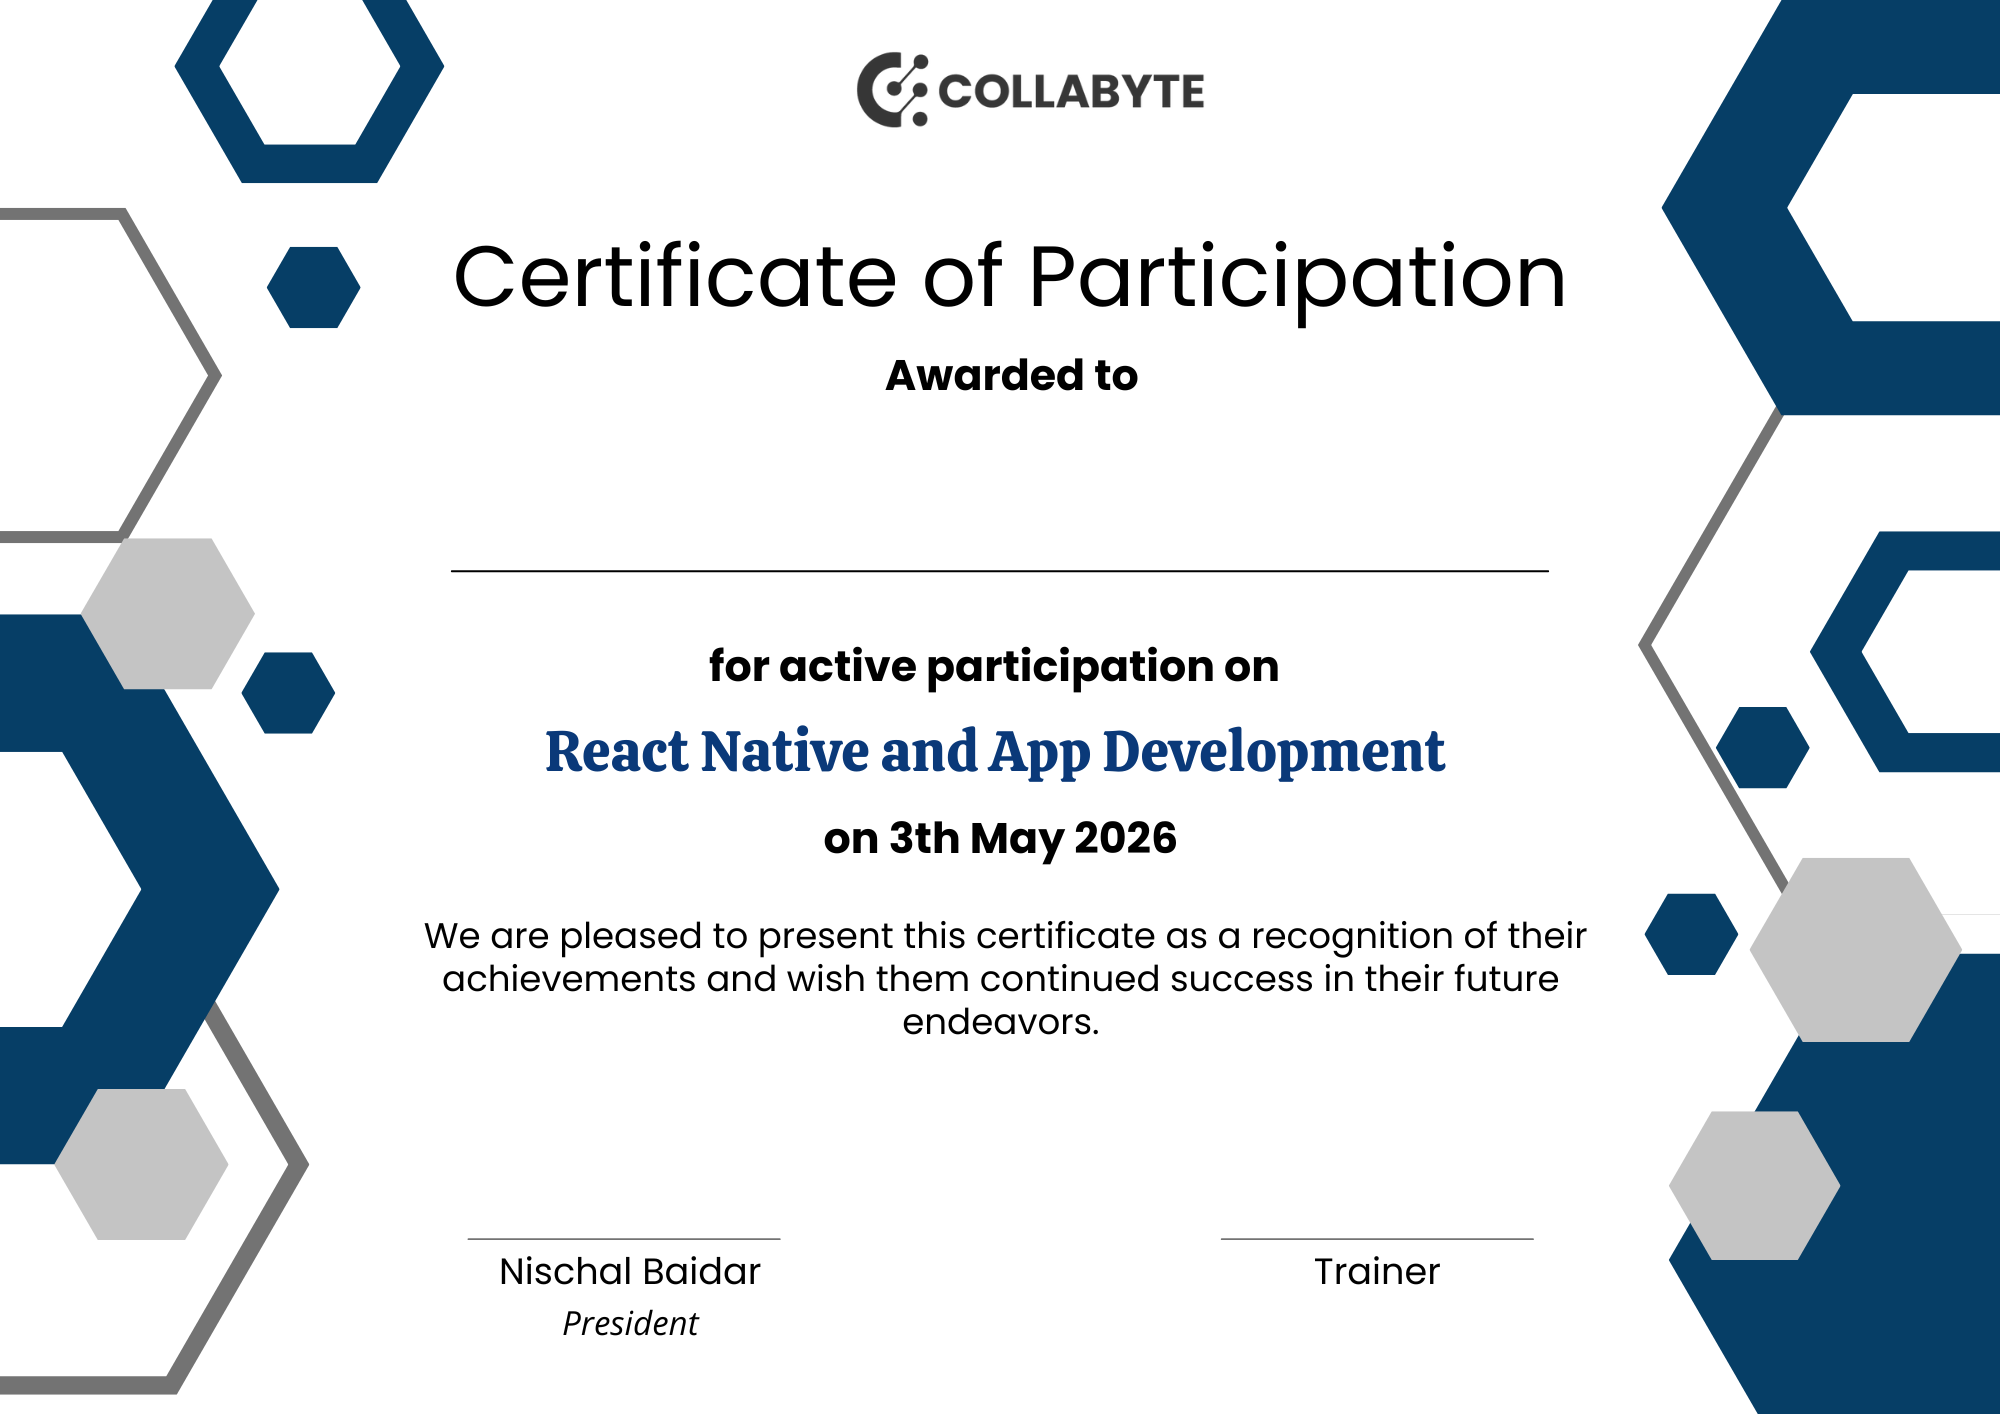 COLLABYTE
Certificate of Participation
Awarded to
for active participation on
React Native and App Development
on 3th May 2026
We are pleased to present this certificate as a recognition of their
achievements and wish them continued success in their future
endeavors.
Nischal Baidar
President
Trainer